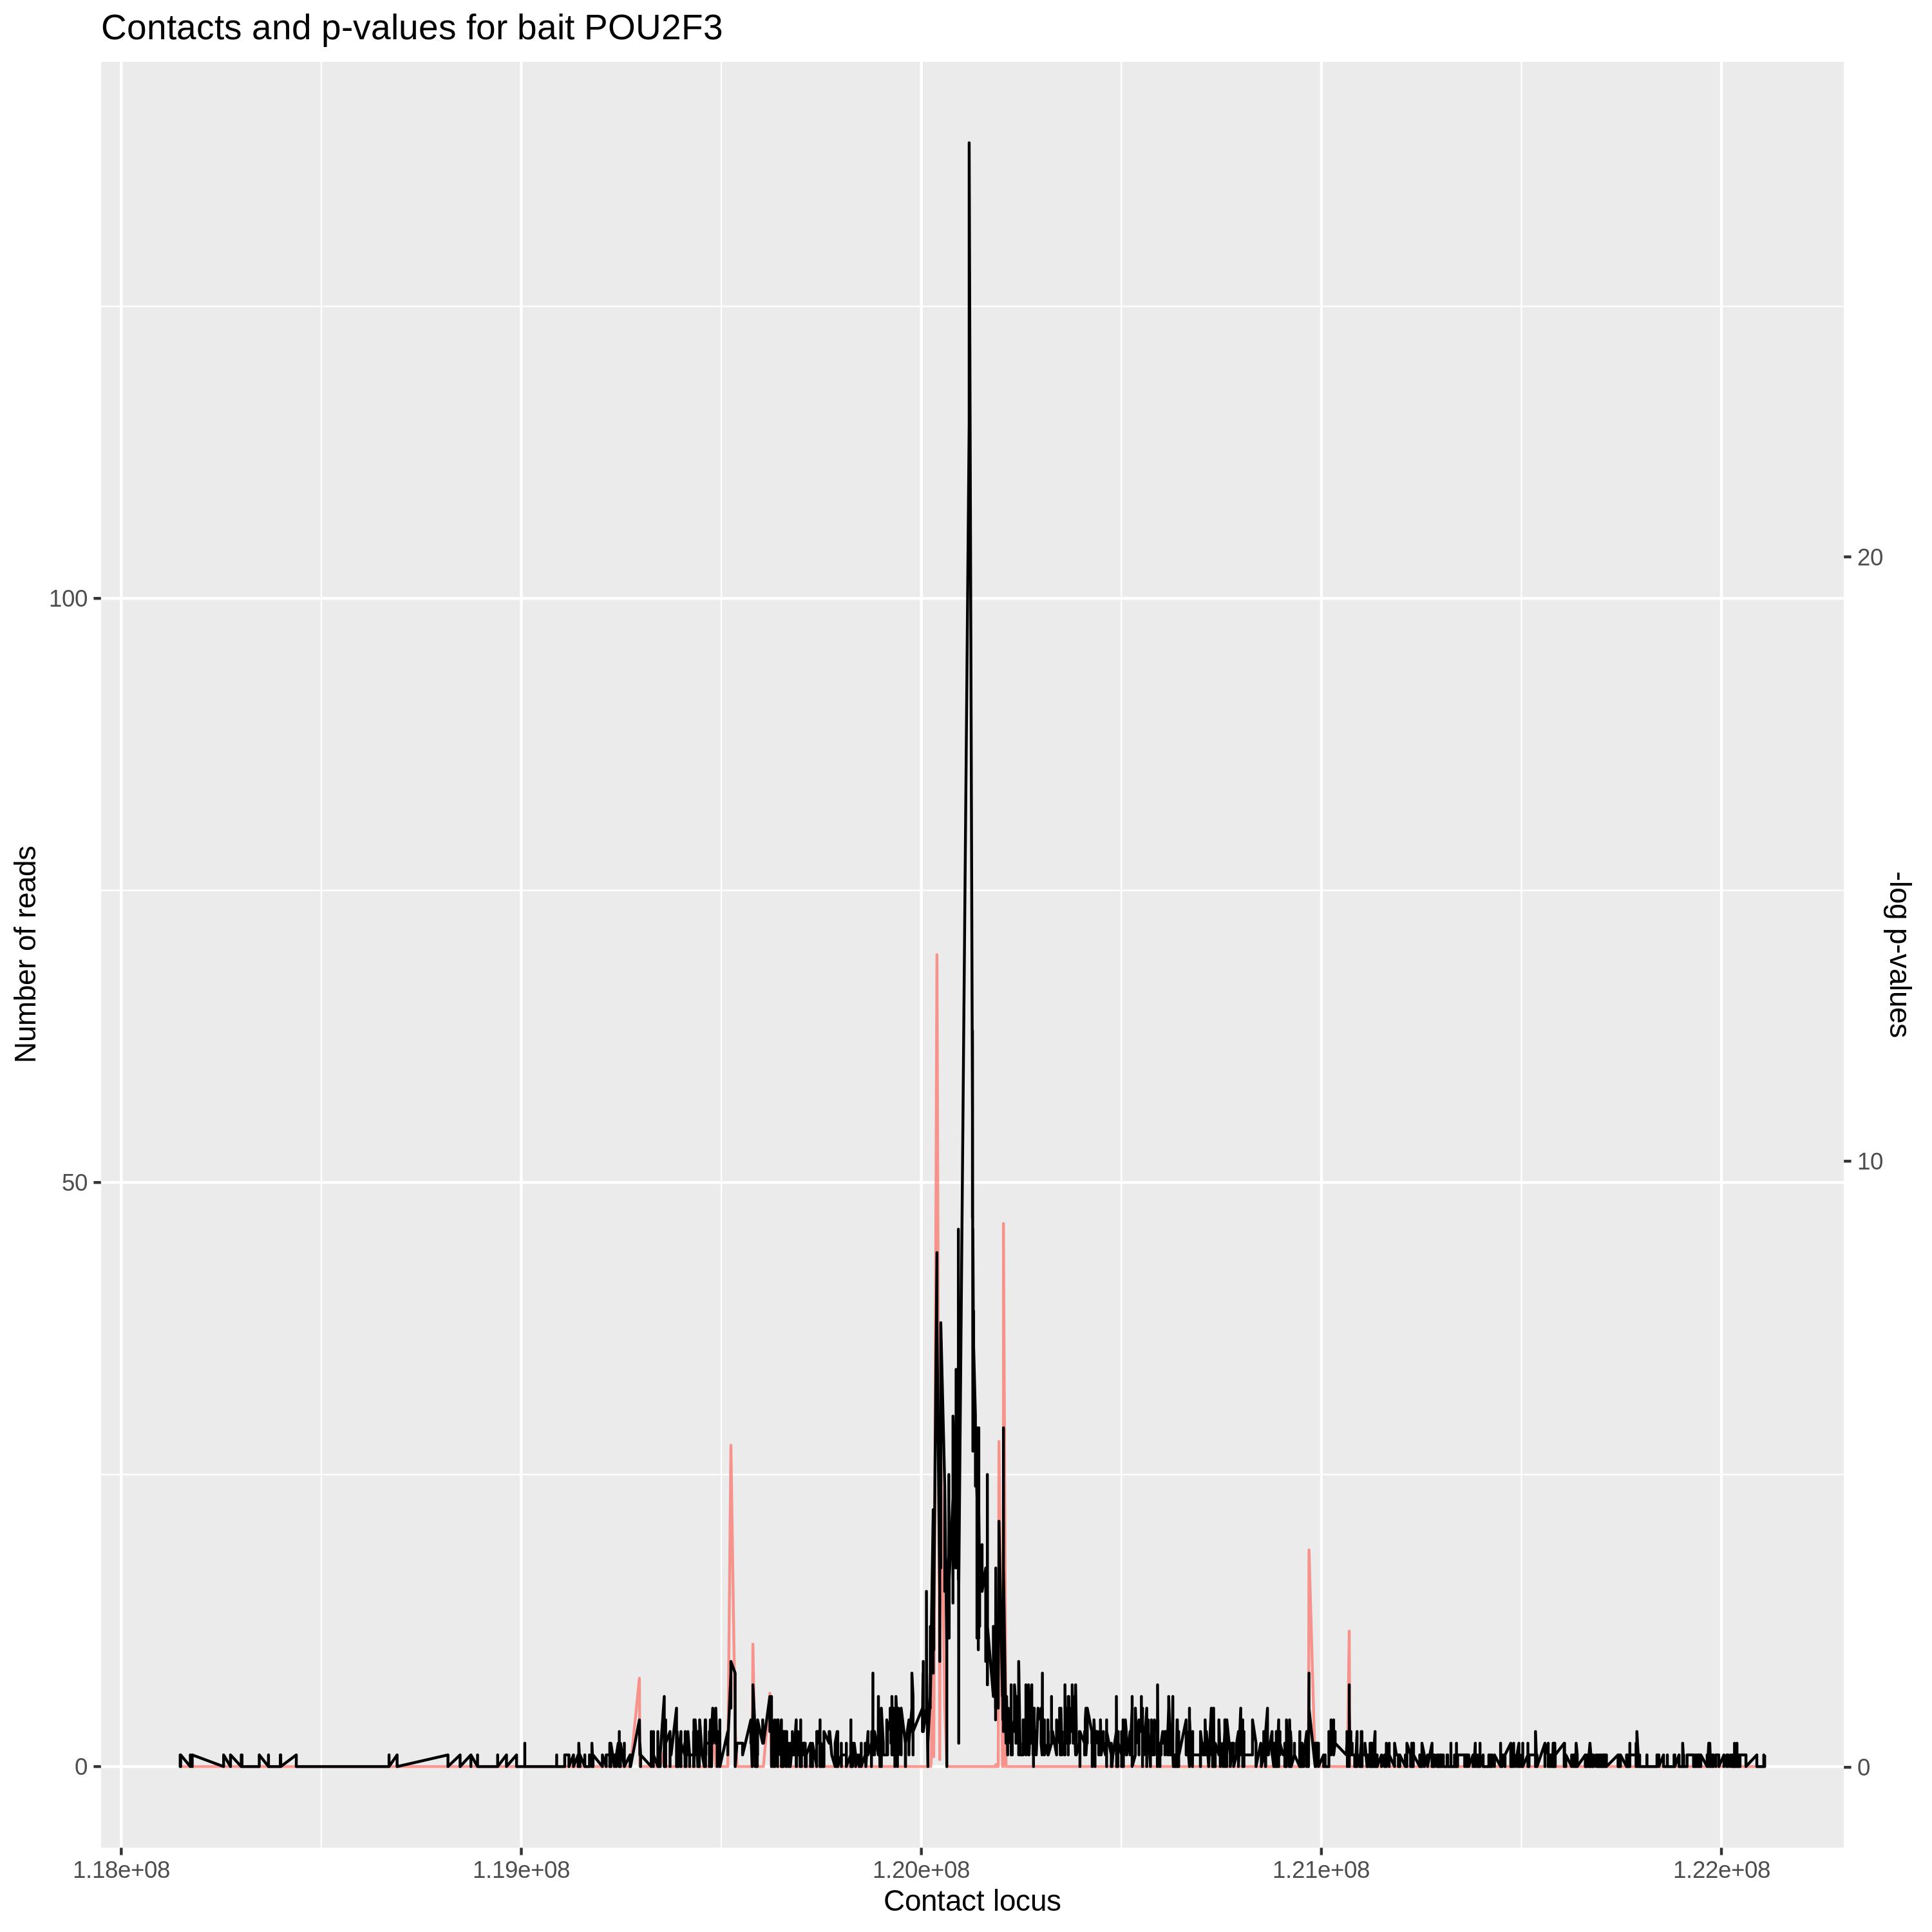 Contacts and p-values for bait POU2F3
Number of reads
100
50
0
20
10
0
-log p-values
1.18e+08 1.19e+08 1.20e+08 1.21e+08 1.22e+08
Contact locus